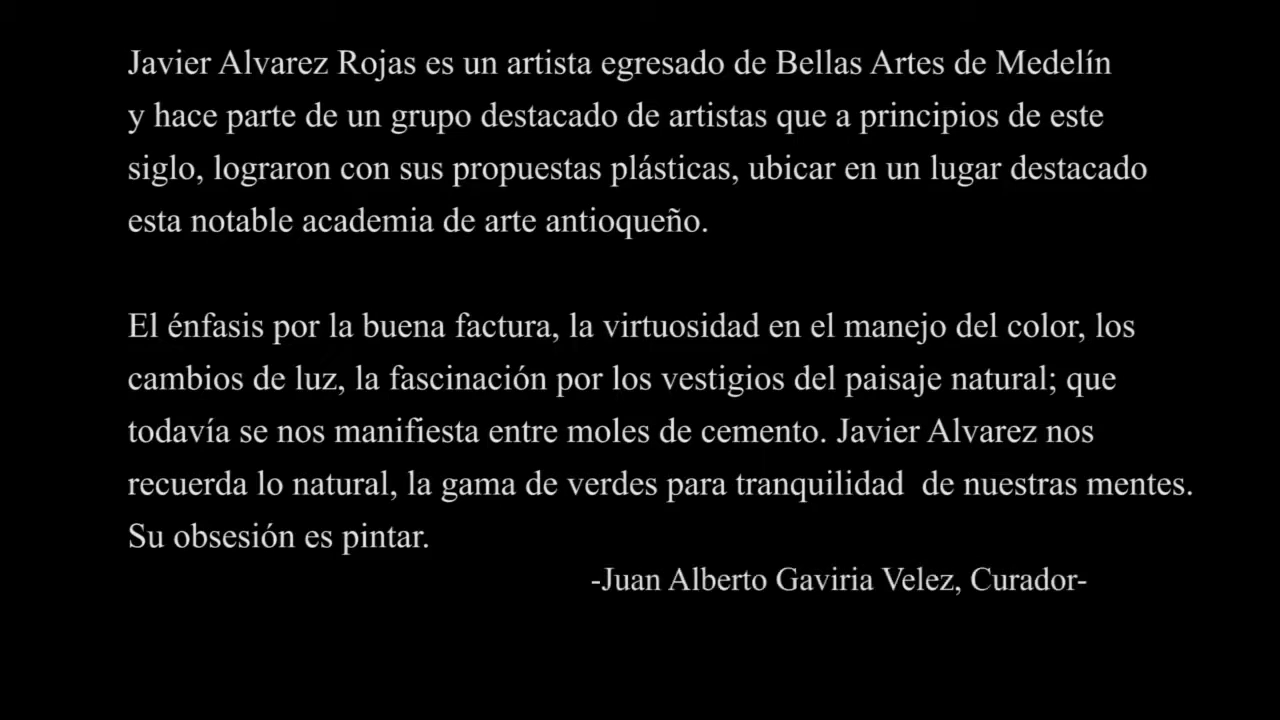 Javier Alvarez Rojas es un artista egresado de Bellas Artes de Medelín
y hace parte de un grupo destacado de artistas que a principios de este
siglo, lograron con sus propuestas plásticas, ubicar en un lugar destacado
esta notable academia de arte antioqueño.
El énfasis por la buena factura, la virtuosidad en el manejo del color, los
cambios de luz, la fascinación por los vestigios del paisaje natural; que
todavía se nos manifiesta entre moles de cemento. Javier Alvarez nos
recuerda lo natural, la gama de verdes para tranquilidad  de nuestras mentes.
Su obsesión es pintar.
-Juan Alberto Gaviria Velez, Curador-